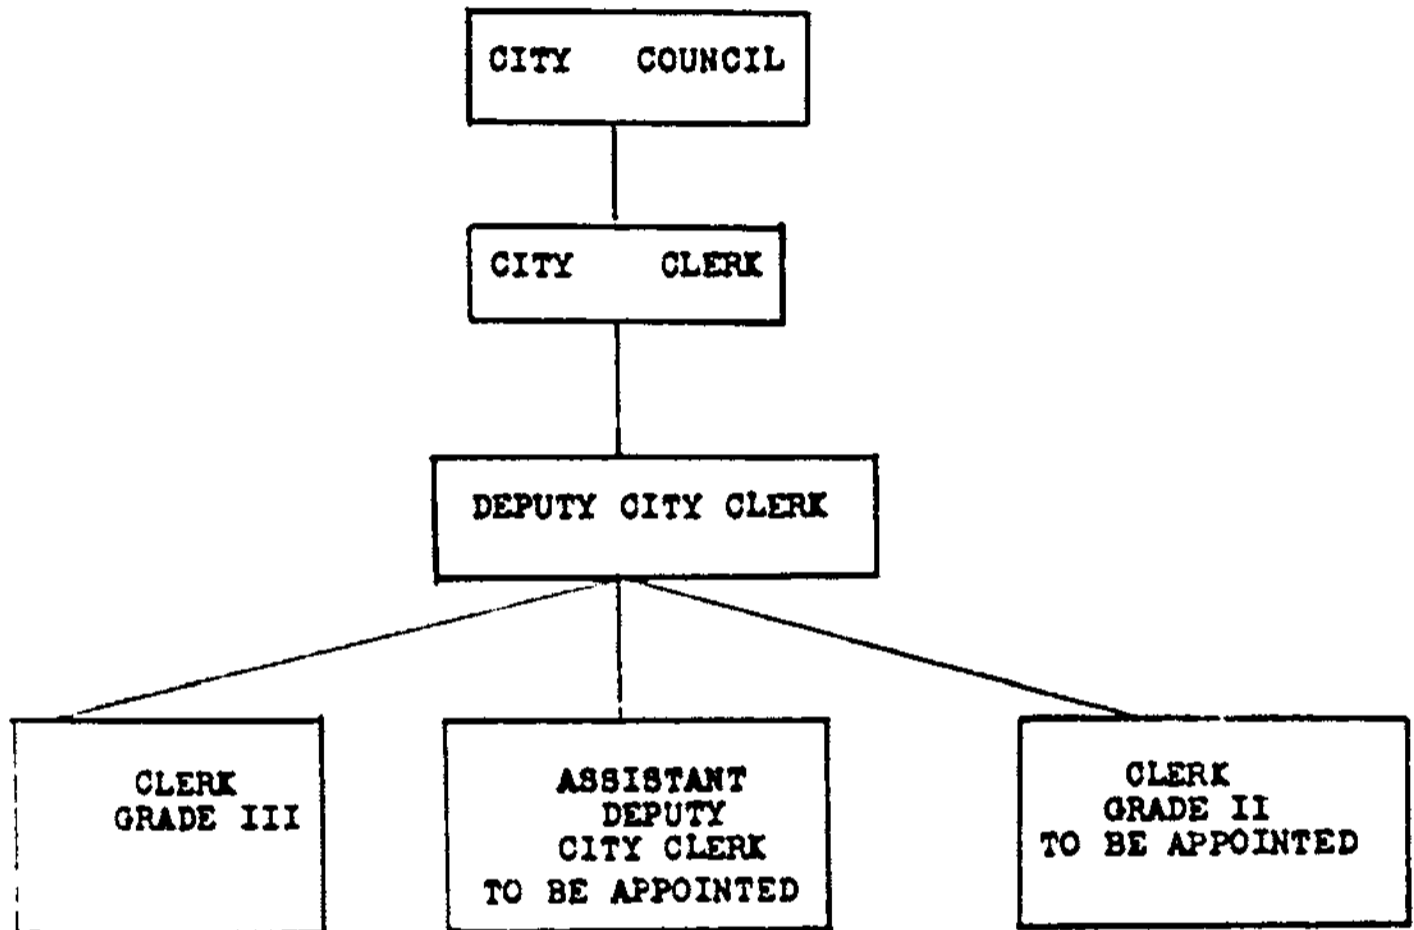 CITY COUNCIL
CITY CLERK
DEPUTY CITY CLERK
CLERK
GRADE III
ASSISTANT
DEPUTY
CITY CLERK
TO BE APPOINTED
CLERK
GRADE II
TO BE APPOINTED